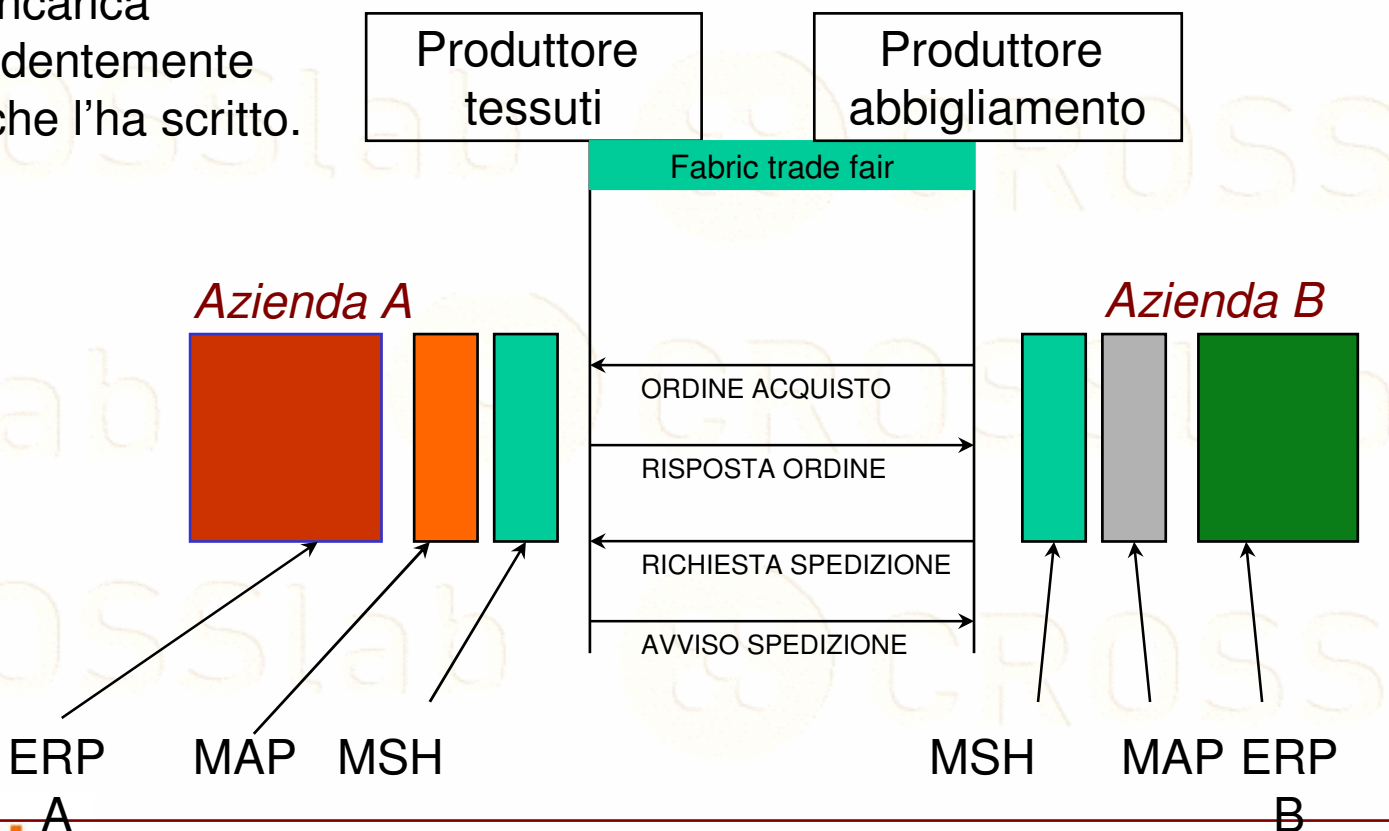 dentemente
che l'ha scritto.
Produttore
tessuti
Produttore
abbigliamento
Fabric trade fair
Azienda A
Azienda B
ORDINE ACQUISTO
RISPOSTA ORDINE
RICHIESTA SPEDIZIONE
AVVISO SPEDIZIONE
ERP
A
MAP
MSH
MSH
MAP
ERP
B